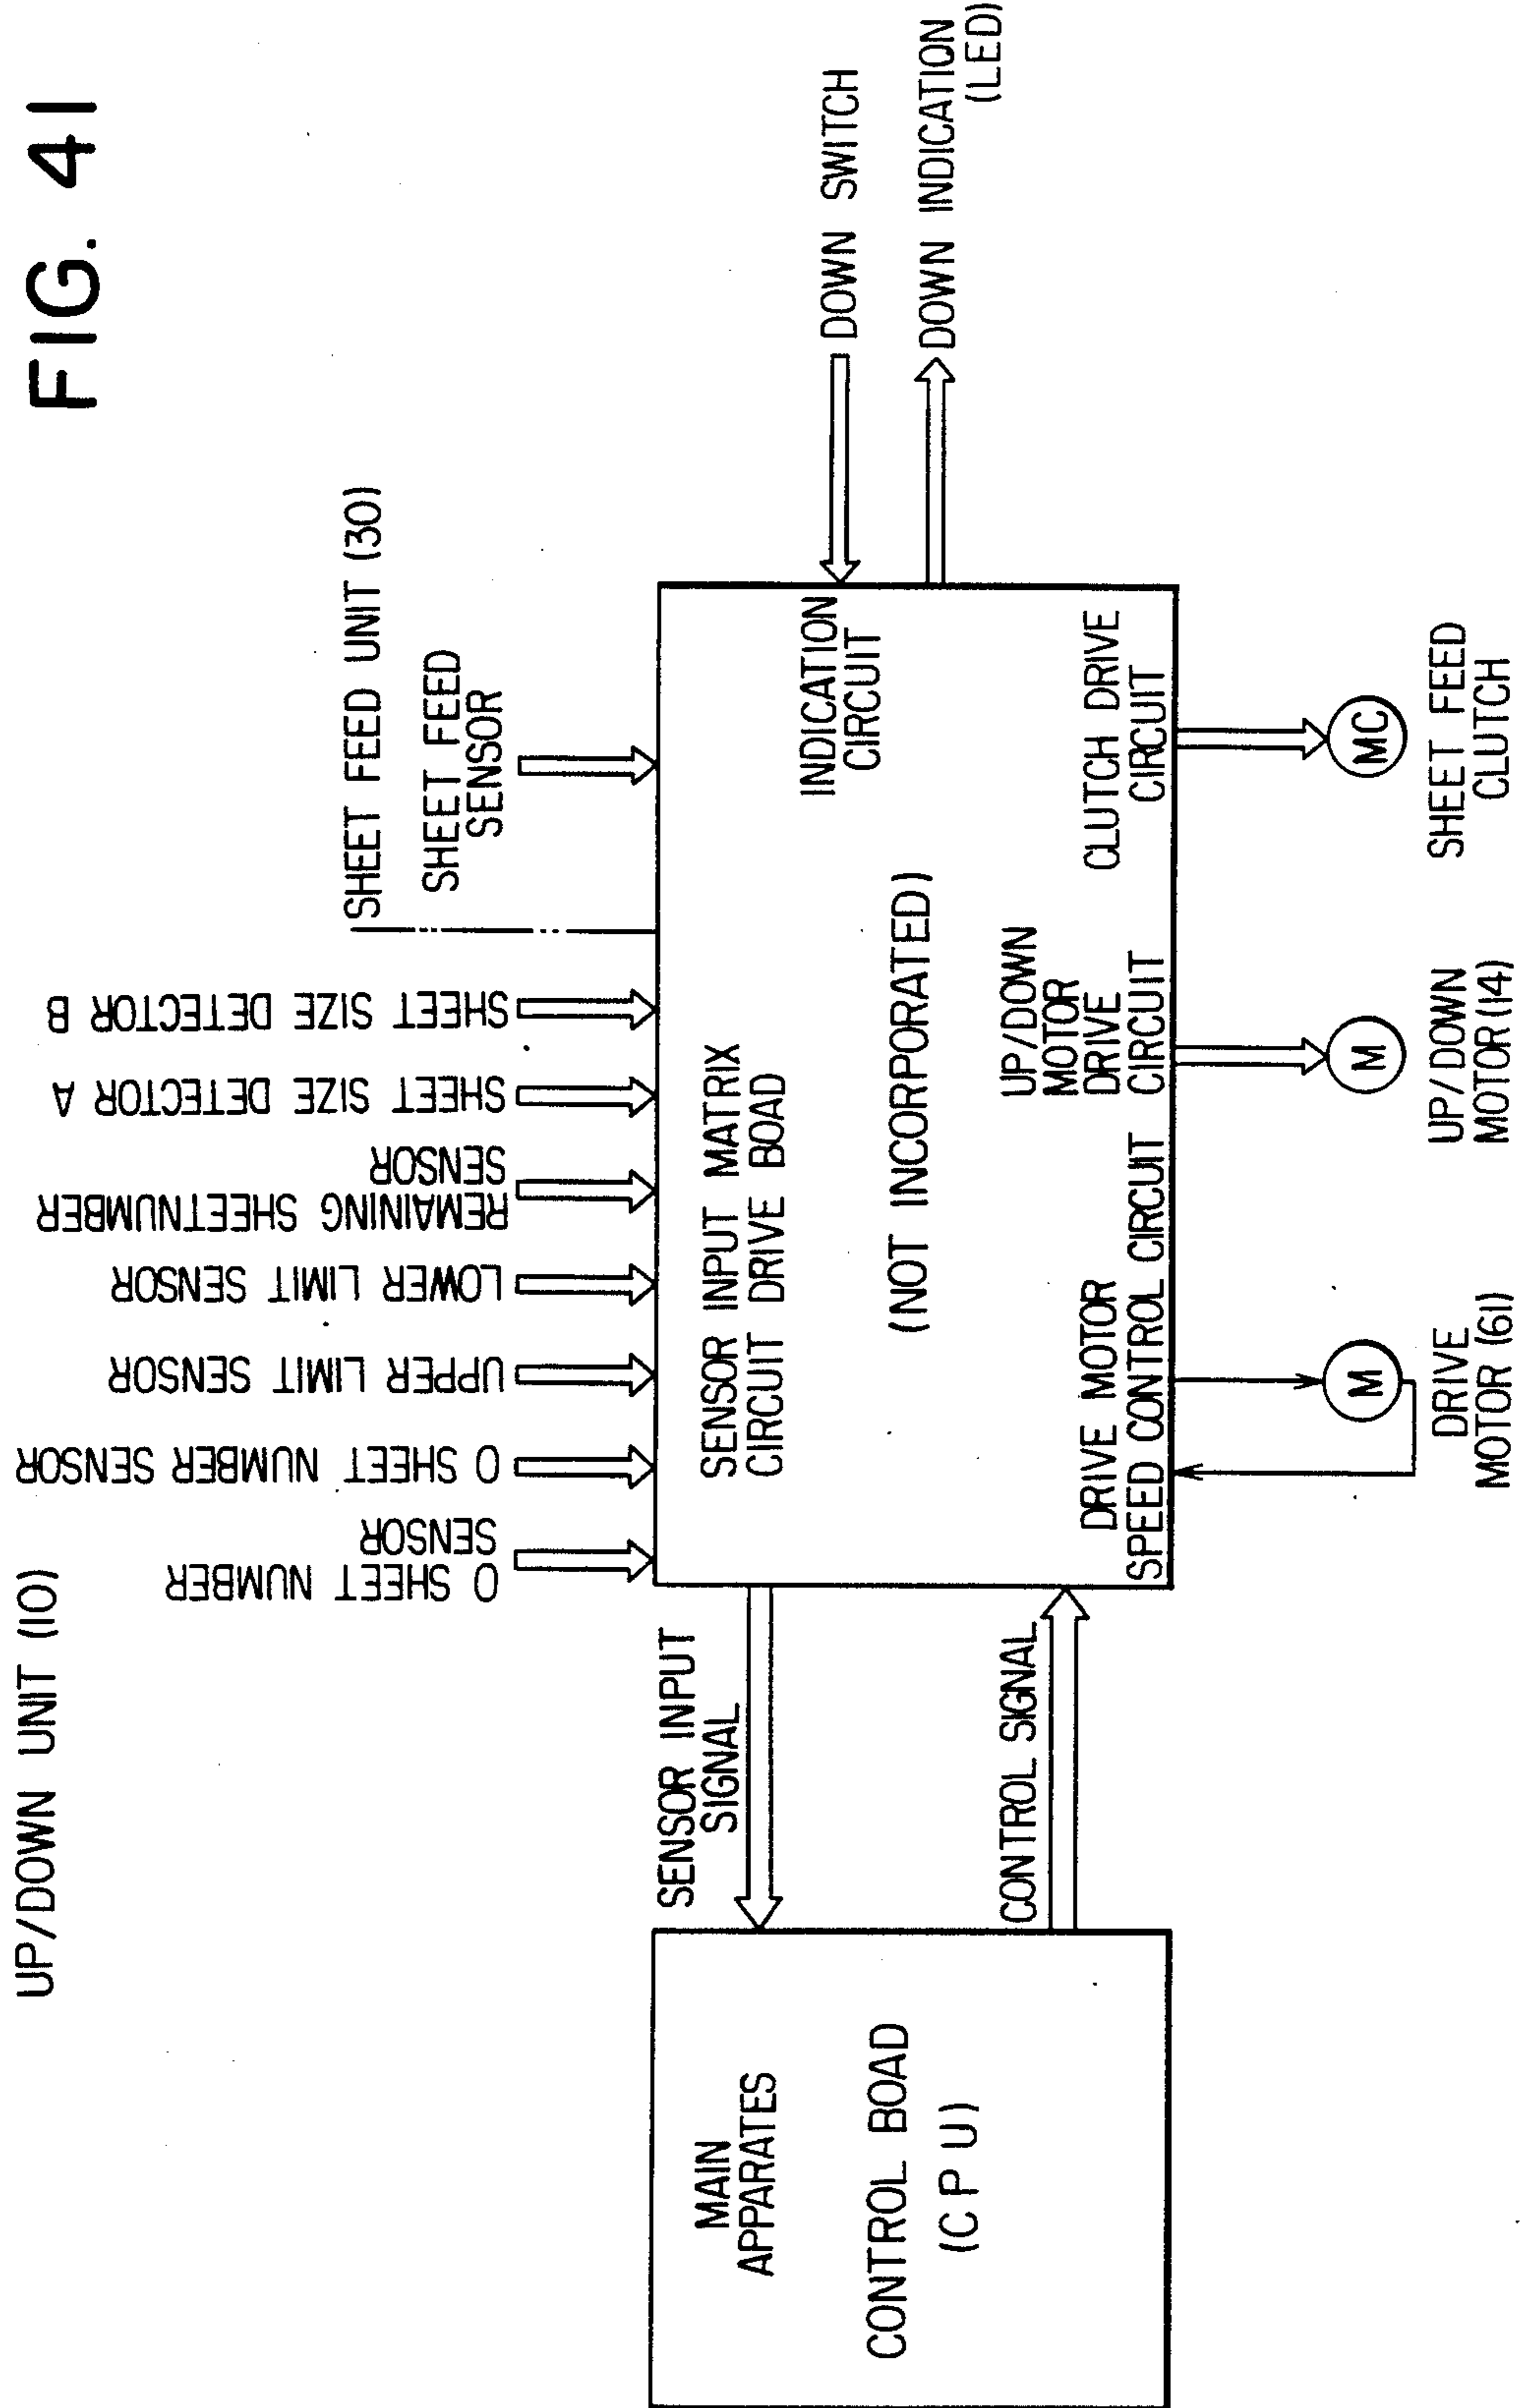 FIG. 41
UP/DOWN UNIT (10)
SHEET FEED UNIT (30)
O SHEET NUMBER
SENSOR
O SHEET NUMBER SENSOR
UPPER LIMIT SENSOR
LOWER LIMIT SENSOR
REMAINING SHEETNUMBER
SENSOR
SHEET SIZE DETECTOR A
SHEET SIZE DETECTOR B
SHEET FEED
SENSOR
MAIN
APPARATES
CONTROL BOAD
(CPU)
SENSOR INPUT
SIGNAL
CONTROL SIGNAL
SENSOR INPUT MATRIX
CIRCUIT DRIVE BOAD
(NOT INCORPORATED)
INDICATION
CIRCUIT
DRIVE MOTOR
SPEED CONTROL CIRCUIT
UP/DOWN
MOTOR
DRIVE
CIRCUIT
CLUTCH DRIVE
CIRCUIT
DOWN SWITCH
DOWN INDICATION
(LED)
M
DRIVE
MOTOR (61)
M
UP/DOWN
MOTOR(14)
MC
SHEET FEED
CLUTCH